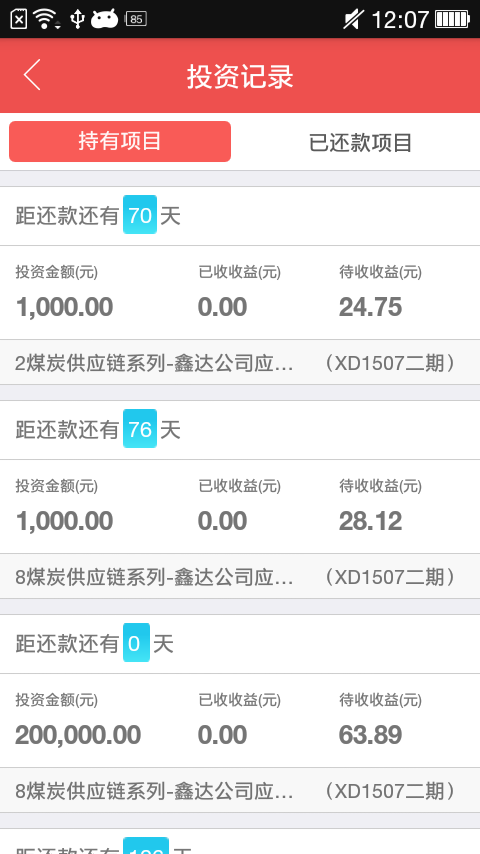 85 12:07
投资记录
持有项目 已还款项目
距还款还有 70 天
投资金额(元) 已收收益(元) 待收收益(元)
1,000.00 0.00 24.75
2煤炭供应链系列-鑫达公司应... （XD1507二期）
距还款还有 76 天
投资金额(元) 已收收益(元) 待收收益(元)
1,000.00 0.00 28.12
8煤炭供应链系列-鑫达公司应... （XD1507二期）
距还款还有 0 天
投资金额(元) 已收收益(元) 待收收益(元)
200,000.00 0.00 63.89
8煤炭供应链系列-鑫达公司应... （XD1507二期）
距还款还有 天